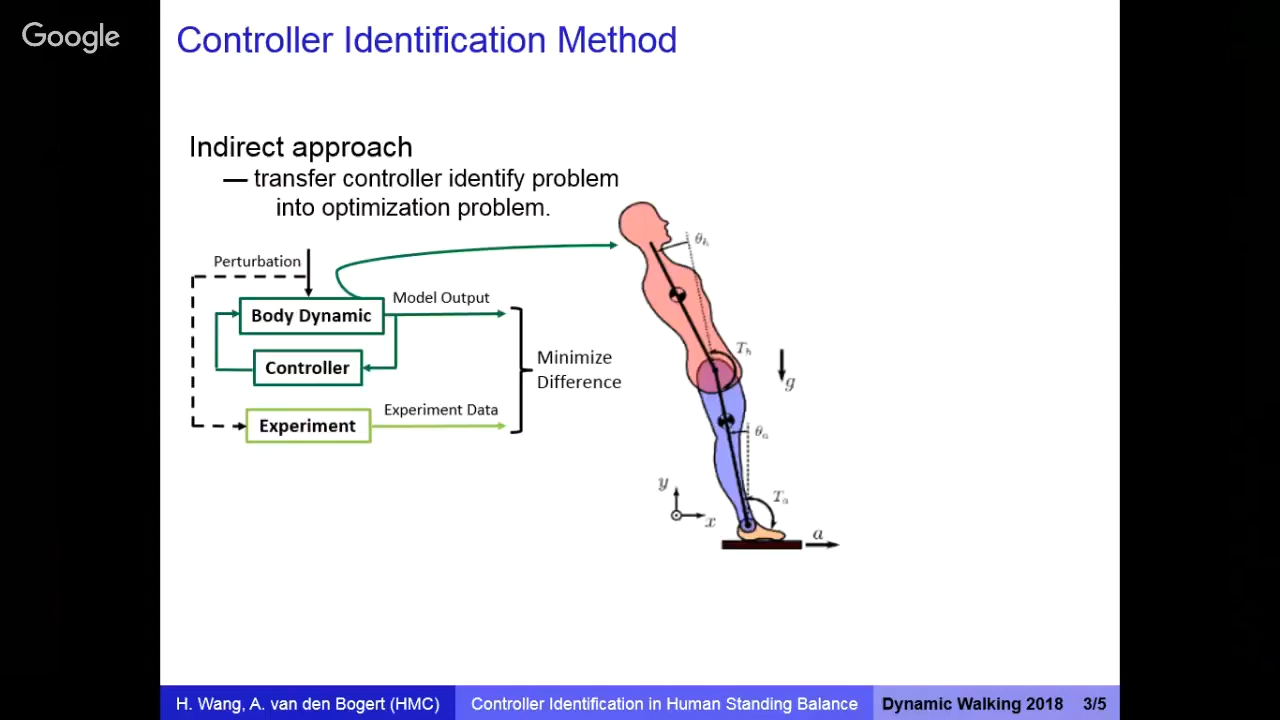 Google
Controller Identification Method
Indirect approach
— transfer controller identify problem
into optimization problem.
Perturbation
Body Dynamic
Model Output
Controller
Minimize
Difference
Experiment
Experiment Data
θh
Th
g
θa
y
x
Ta
a
H. Wang, A. van den Bogert (HMC)
Controller Identification in Human Standing Balance
Dynamic Walking 2018 3/5